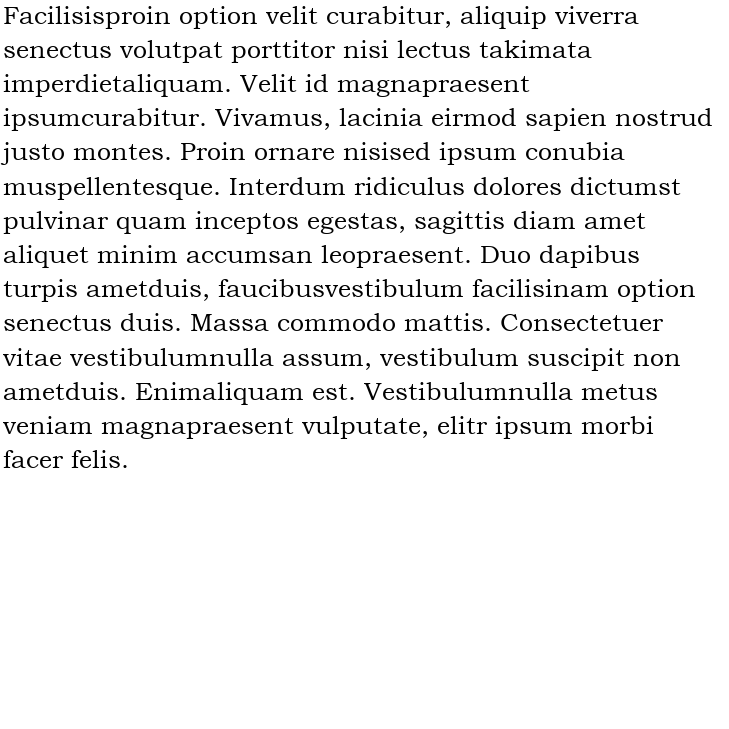 Facilisisproin option velit curabitur, aliquip viverra
senectus volutpat porttitor nisi lectus takimata
imperdietaliquam. Velit id magnapraesent
ipsumcurabitur. Vivamus, lacinia eirmod sapien nostrud
justo montes. Proin ornare nisised ipsum conubia
muspellentesque. Interdum ridiculus dolores dictumst
pulvinar quam inceptos egestas, sagittis diam amet
aliquet minim accumsan leopraesent. Duo dapibus
turpis ametduis, faucibusvestibulum facilisinam option
senectus duis. Massa commodo mattis. Consectetuer
vitae vestibulumnulla assum, vestibulum suscipit non
ametduis. Enimaliquam est. Vestibulumnulla metus
veniam magnapraesent vulputate, elitr ipsum morbi
facer felis.